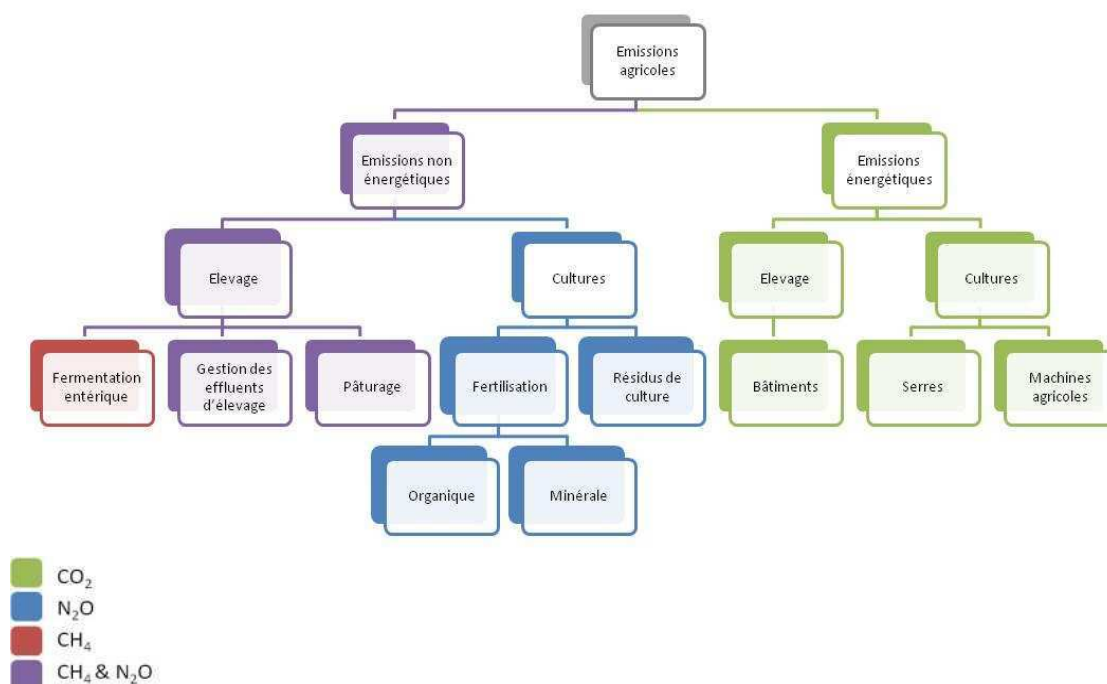 Emissions
agricoles
Emissions non
énergétiques
Emissions
énergétiques
Elevage
Cultures
Elevage
Cultures
Fermentation
entérique
Gestion des
effluents
d'élevage
Pâturage
Fertilisation
Résidus de
culture
Bâtiments
Serres
Machines
agricoles
Organique
Minérale
CO₂
N₂O
CH₄
CH₄ & N₂O